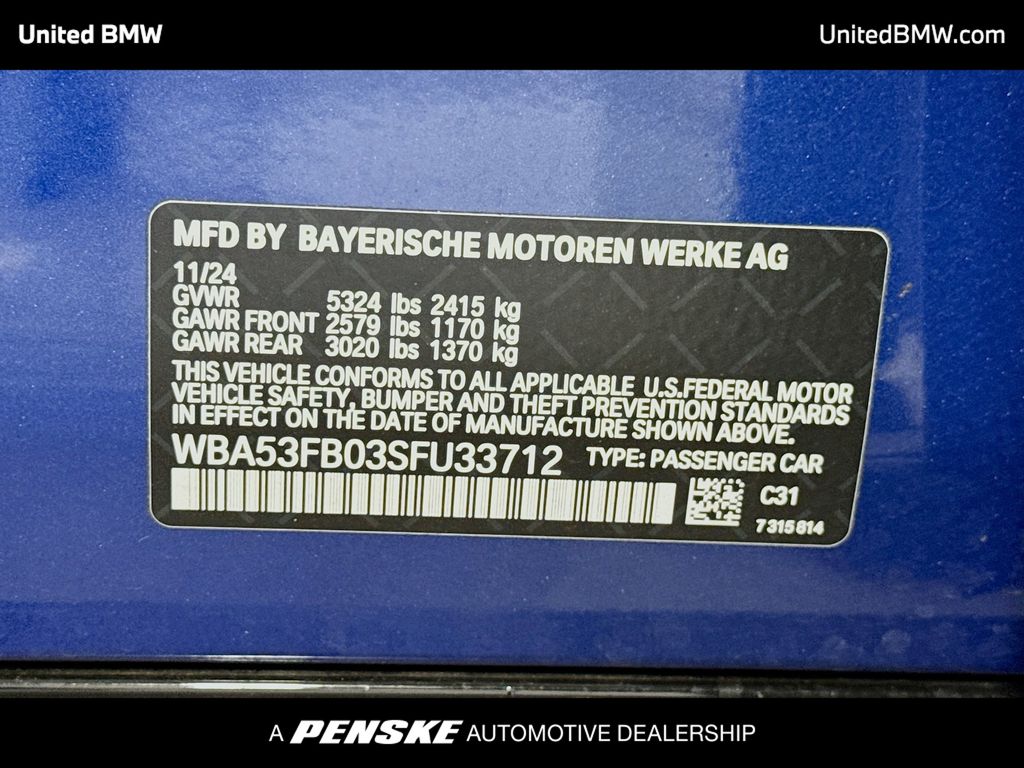 United BMW
UnitedBMW.com
MFD BY BAYERISCHE MOTOREN WERKE AG
11/24
GVWR 5324 lbs 2415 kg
GAWR FRONT 2579 lbs 1170 kg
GAWR REAR 3020 lbs 1370 kg
THIS VEHICLE CONFORMS TO ALL APPLICABLE U.S.FEDERAL MOTOR
VEHICLE SAFETY, BUMPER AND THEFT PREVENTION STANDARDS
IN EFFECT ON THE DATE OF MANUFACTURE SHOWN ABOVE.
WBA53FB03SFU33712 TYPE: PASSENGER CAR
C31
7315814
A PENSKE AUTOMOTIVE DEALERSHIP